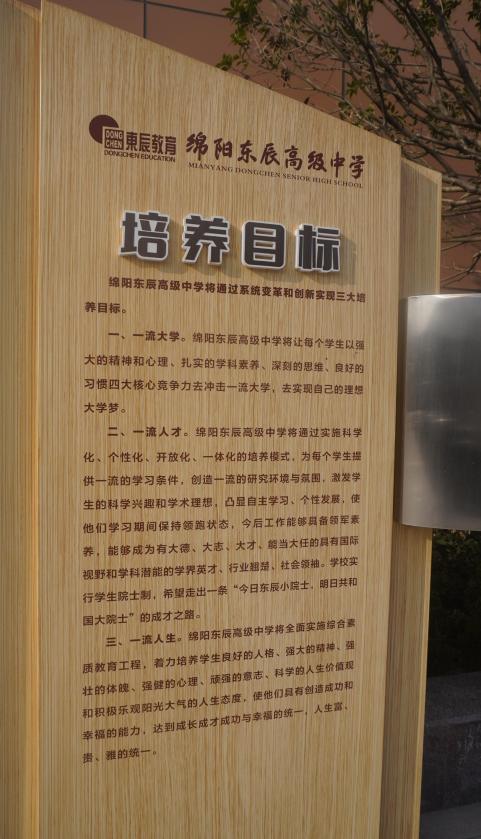 DONG
CHEN
東辰教育
DONGCHEN EDUCATION
绵阳东辰高级中学
MIANYANG DONGCHEN SENIOR HIGH SCHOOL
培养目标
绵阳东辰高级中学将通过系统变革和创新实现三大培
养目标。
一、一流大学。绵阳东辰高级中学将让每个学生以强
大的精神和心理、扎实的学科素养、深刻的思维、良好的
习惯四大核心竞争力去冲击一流大学，去实现自己的理想
大学梦。
二、一流人才。绵阳东辰高级中学将通过实施科学
化、个性化、开放化、一体化的培养模式，为每个学生提
供一流的学习条件，创造一流的研究环境与氛围，激发学
生的科学兴趣和学术理想，凸显自主学习、个性发展，使
他们学习期间保持领跑状态，今后工作能够具备领军素
养，能够成为有大德、大志、大才、能当大任的具有国际
视野和学科潜能的学界英才、行业翘楚、社会领袖。学校实
行学生院士制，希望走出一条“今日东辰小院士，明日共和
国大院士”的成才之路。
三、一流人生。绵阳东辰高级中学将全面实施综合素
质教育工程，着力培养学生良好的人格、强大的精神、强
壮的体魄、强健的心理、顽强的意志、科学的人生价值观
和积极乐观阳光大气的人生态度，使他们具有创造成功和
幸福的能力，达到成长成才成功与幸福的统一，人生富、
贵、雅的统一。